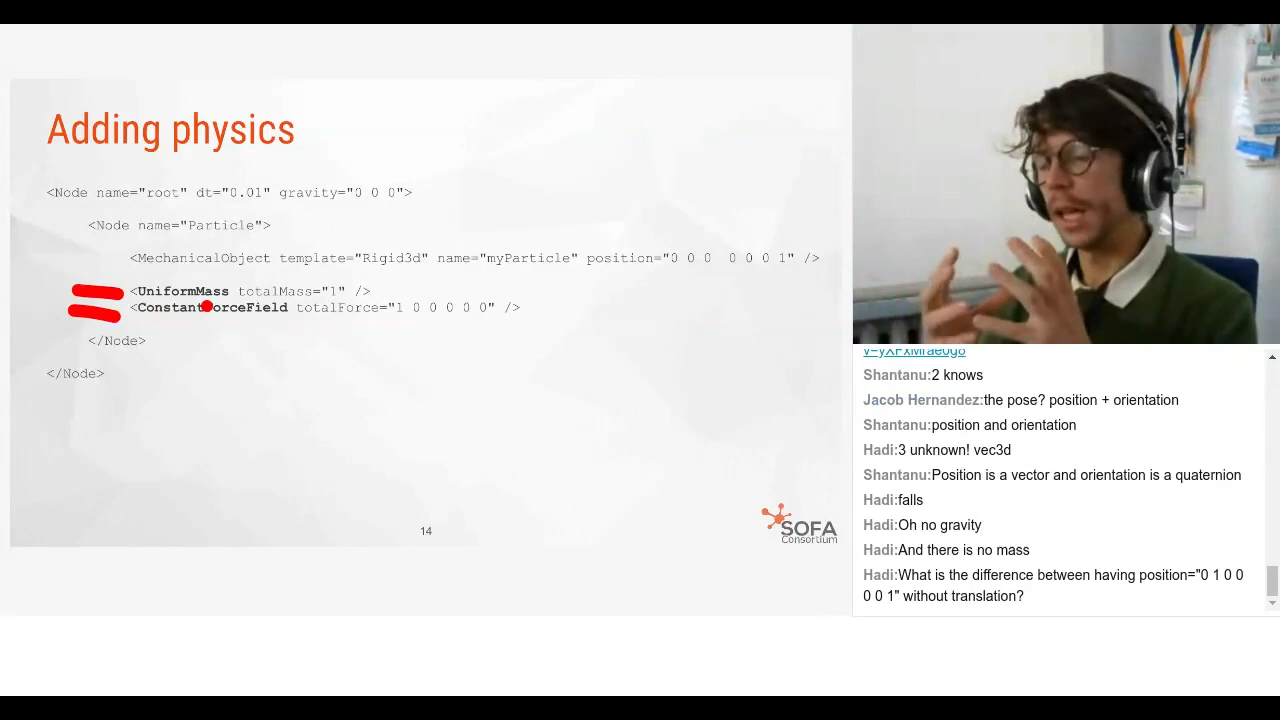 Adding physics
<Node name="root" dt="0.01" gravity="0 0 0">
<Node name="Particle">
<MechanicalObject template="Rigid3d" name="myParticle" position="0 0 0  0 0 0 1" />
<UniformMass totalMass="1" />
<ConstantForceField totalForce="1 0 0 0 0 0" />
</Node>
</Node>
14
SOFA
Consortium
Shantanu:2 knows
Jacob Hernandez:the pose? position + orientation
Shantanu:position and orientation
Hadi:3 unknown! vec3d
Shantanu:Position is a vector and orientation is a quaternion
Hadi:falls
Hadi:Oh no gravity
Hadi:And there is no mass
Hadi:What is the difference between having position="0 1 0 0
0 0 1" without translation?